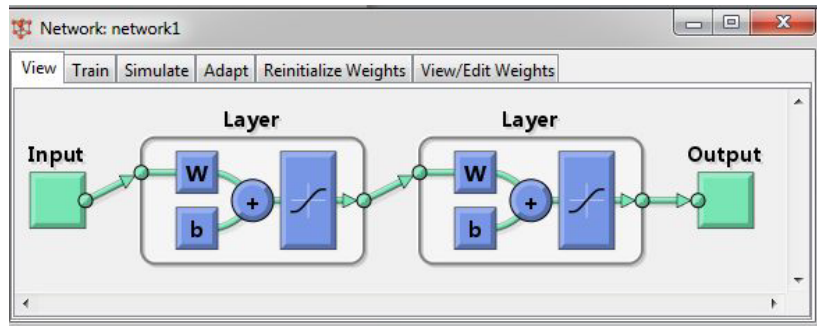 Network: network1
View Train Simulate Adapt Reinitialize Weights View/Edit Weights
Layer Layer
Input Output
W W
+ +
b b